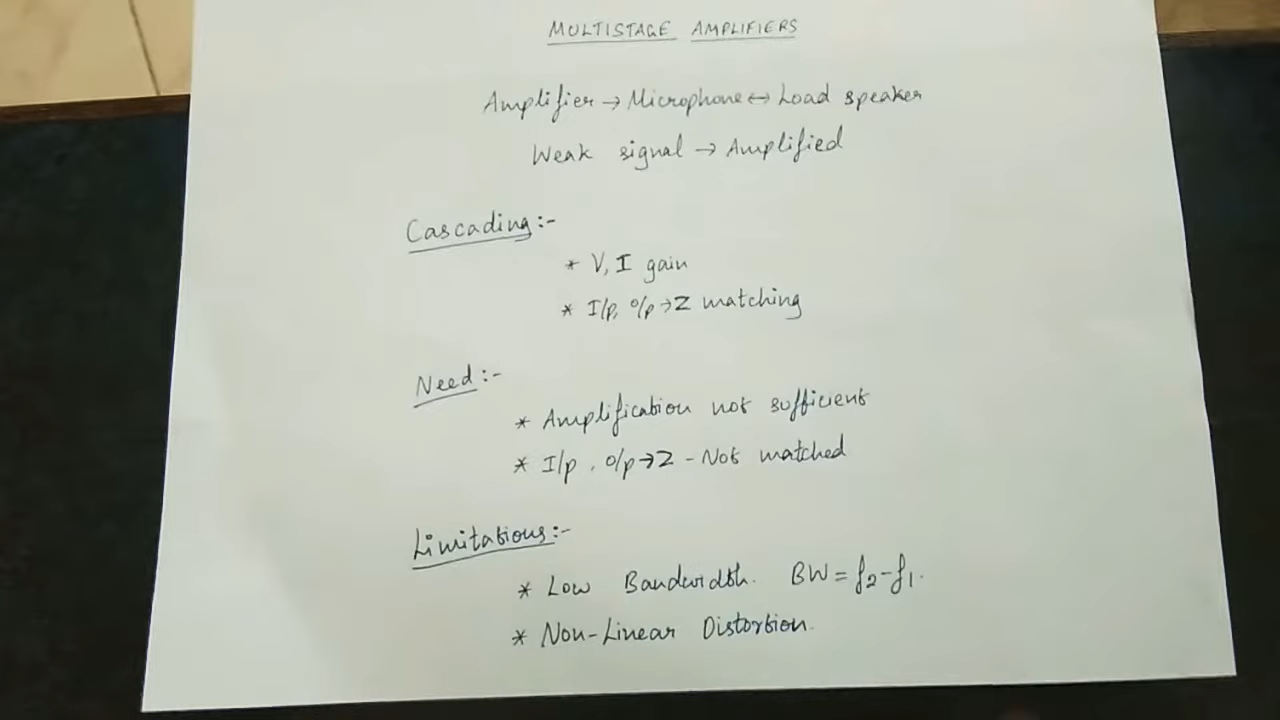 MULTISTAGE AMPLIFIERS
Amplifier → Microphone ↔ Load speaker
Weak signal → Amplified
Cascading:-
* V, I gain
* I/p, o/p → Z matching
Need:-
* Amplification not sufficient
* I/p, o/p → Z - Not matched
Limitations:-
* Low Bandwidth. BW = f₂ - f₁.
* Non-Linear Distortion.